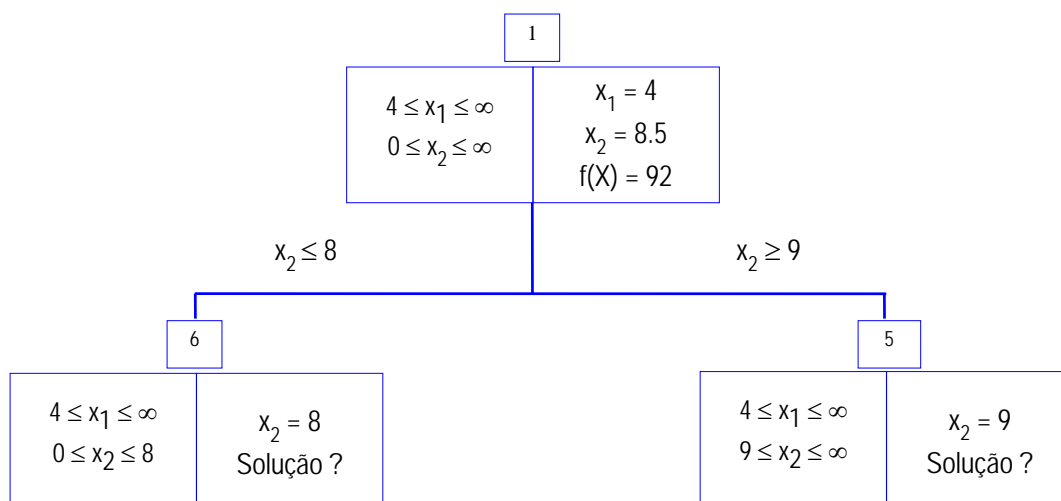 1
4 ≤ x₁ ≤ ∞
0 ≤ x₂ ≤ ∞
x₁ = 4
x₂ = 8.5
f(X) = 92
x₂ ≤ 8
x₂ ≥ 9
6
4 ≤ x₁ ≤ ∞
0 ≤ x₂ ≤ 8
x₂ = 8
Solução ?
5
4 ≤ x₁ ≤ ∞
9 ≤ x₂ ≤ ∞
x₂ = 9
Solução ?